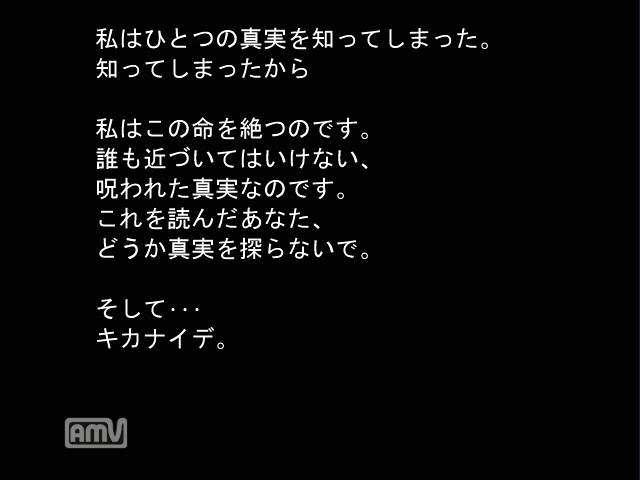 私はひとつの真実を知ってしまった。
知ってしまったから
私はこの命を絶つのです。
誰も近づいてはいけない、
呪われた真実なのです。
これを読んだあなた、
どうか真実を探らないで。
そして･･･
キカナイデ。
AMV